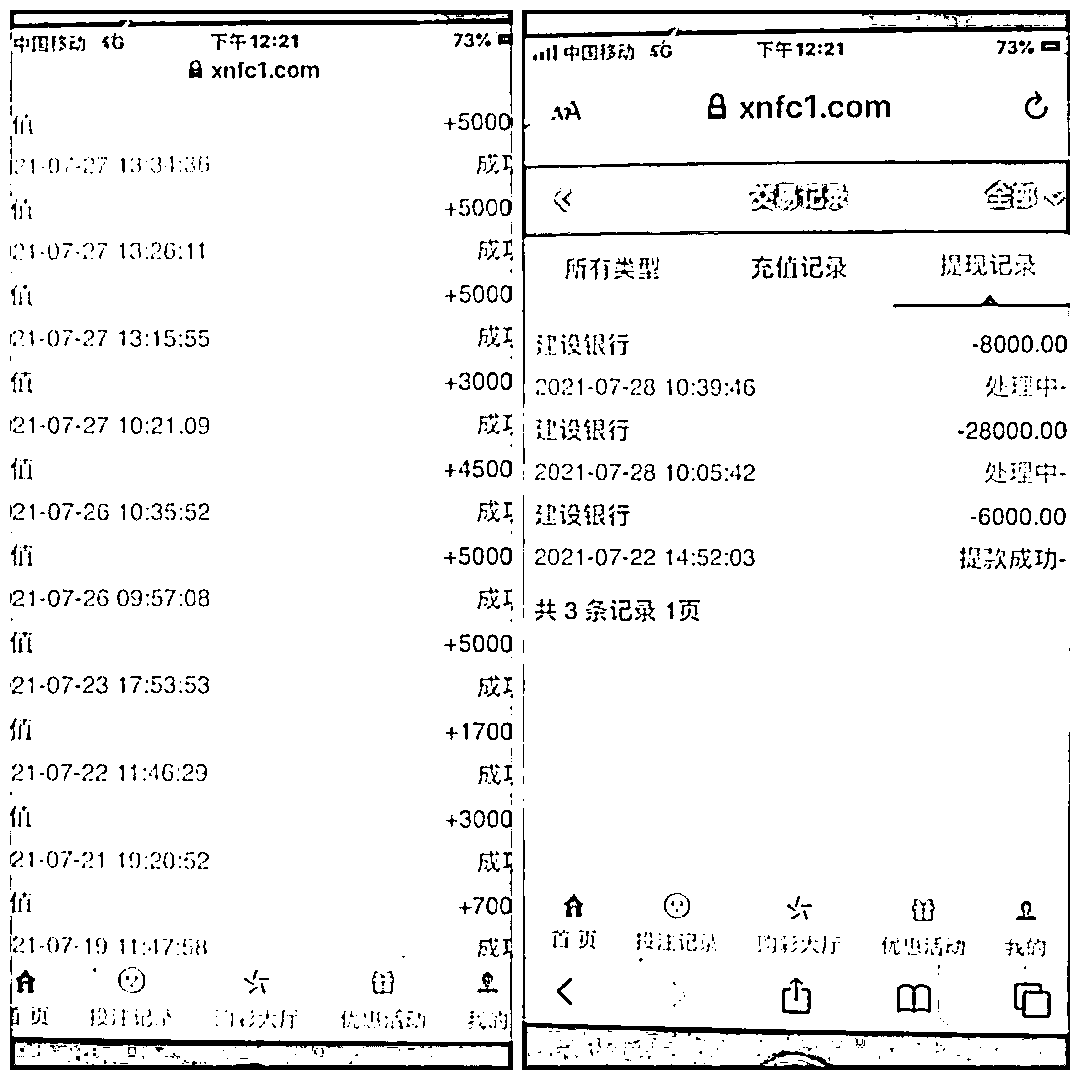 中国移动 4G 下午12:21 73%
xnfc1.com
值 +5000
21-07-27 13:34:36 成功
值 +5000
21-07-27 13:26:11 成功
值 +5000
21-07-27 13:15:55 成功
值 +3000
21-07-27 10:21.09 成功
值 +4500
21-07-26 10:35:52 成功
值 +5000
21-07-26 09:57:08 成功
值 +5000
21-07-23 17:53:53 成功
值 +1700
21-07-22 11:46:29 成功
值 +3000
21-07-21 19:20:52 成功
值 +700
21-07-19 11:47:58 成功
首页 投注记录 购彩大厅 优惠活动 我的
中国移动 4G 下午12:21 73%
AA xnfc1.com
交易记录 全部
所有类型 充值记录 提现记录
建设银行 -8000.00
2021-07-28 10:39:46 处理中-
建设银行 -28000.00
2021-07-28 10:05:42 处理中-
建设银行 -6000.00
2021-07-22 14:52:03 提款成功-
共 3 条记录 1页
首页 投注记录 购彩大厅 优惠活动 我的